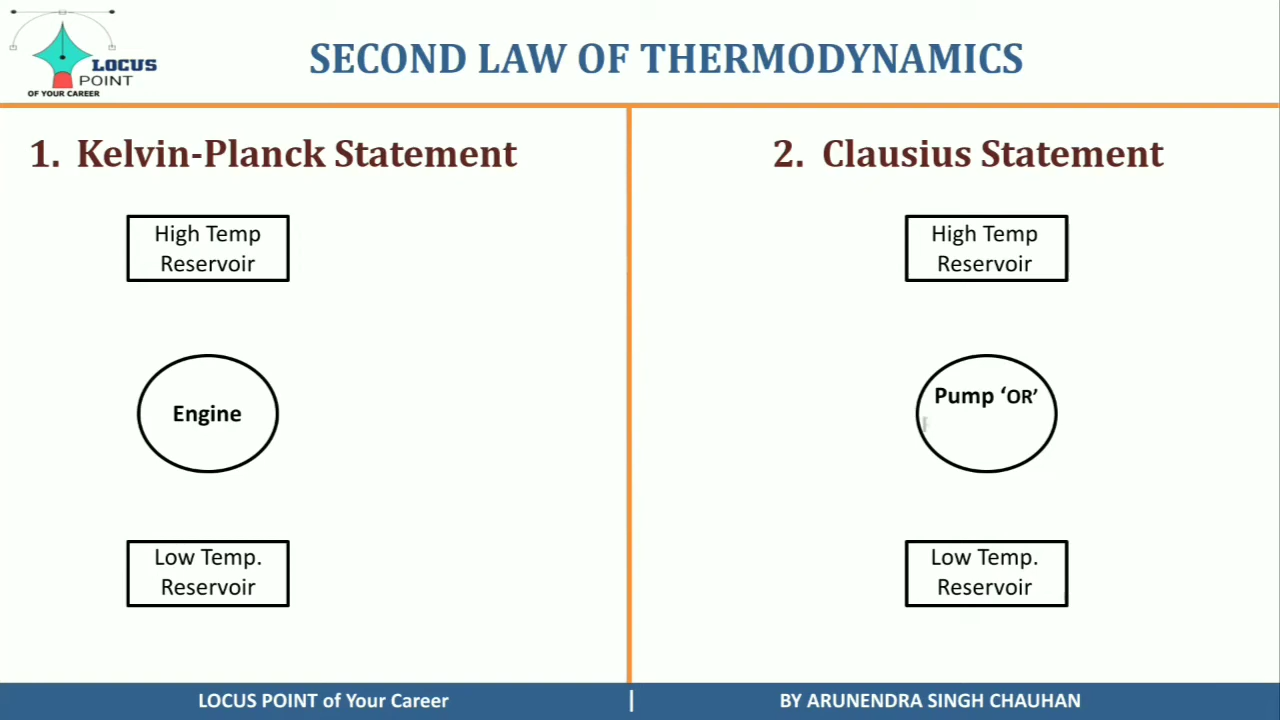 LOCUS
POINT
OF YOUR CAREER
SECOND LAW OF THERMODYNAMICS
1. Kelvin-Planck Statement
High Temp
Reservoir
Engine
Low Temp.
Reservoir
2. Clausius Statement
High Temp
Reservoir
Pump ‘OR’
Low Temp.
Reservoir
LOCUS POINT of Your Career | BY ARUNENDRA SINGH CHAUHAN